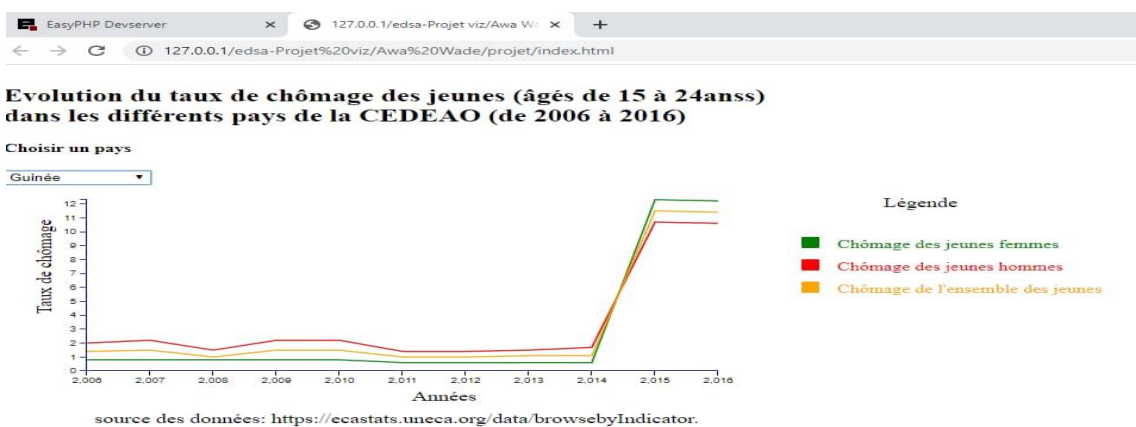 EasyPHP Devserver
127.0.0.1/edsa-Projet viz/Awa W
127.0.0.1/edsa-Projet%20viz/Awa%20Wade/projet/index.html
Evolution du taux de chômage des jeunes (âgés de 15 à 24anss)
dans les différents pays de la CEDEAO (de 2006 à 2016)
Choisir un pays
Guinée
Taux de chômage
12
11
10
9
8
7
6
5
4
3
2
1
0
2,006 2,007 2,008 2,009 2,010 2,011 2,012 2,013 2,014 2,015 2,016
Années
Légende
Chômage des jeunes femmes
Chômage des jeunes hommes
Chômage de l'ensemble des jeunes
source des données: https://ecastats.uneca.org/data/browsebyIndicator.